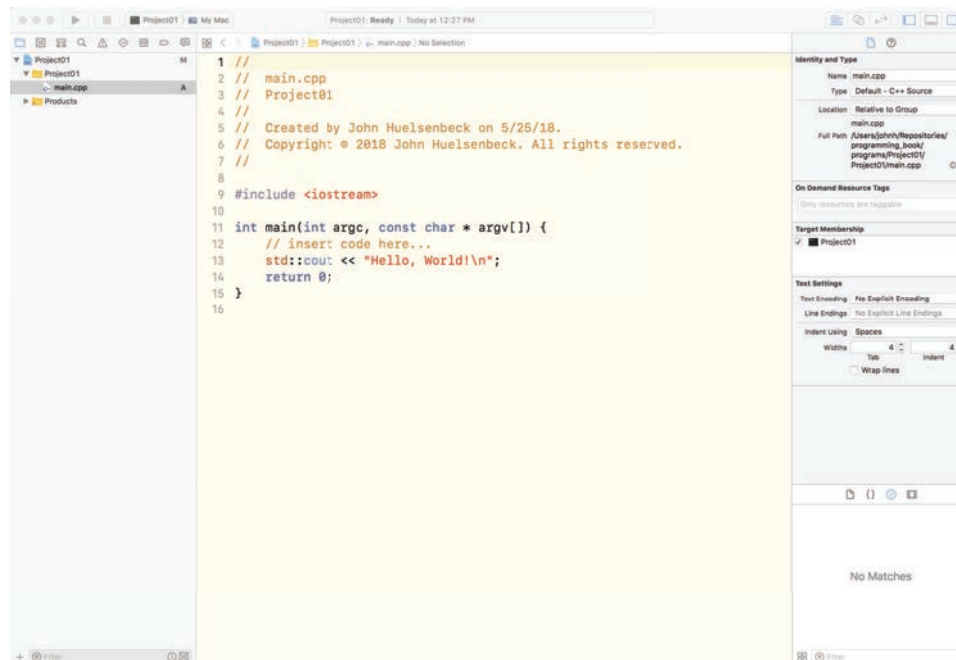 Project01 My Mac
Project01: Ready | Today at 12:27 PM
Project01 Project01 main.cpp No Selection
Project01 M
Project01
main.cpp A
Products
Filter
1 //
2 // main.cpp
3 // Project01
4 //
5 // Created by John Huelsenbeck on 5/25/18.
6 // Copyright © 2018 John Huelsenbeck. All rights reserved.
7 //
8
9 #include <iostream>
10
11 int main(int argc, const char * argv[]) {
12 // insert code here...
13 std::cout << "Hello, World!\n";
14 return 0;
15 }
16
Identity and Type
Name main.cpp
Type Default - C++ Source
Location Relative to Group
main.cpp
Full Path /Users/johnh/Repositories/
programming_book/
programs/Project01/
Project01/main.cpp
On Demand Resource Tags
Only resources are taggable
Target Membership
Project01
Text Settings
Text Encoding No Explicit Encoding
Line Endings No Explicit Line Endings
Indent Using Spaces
Widths 4 4
Tab Indent
Wrap lines
No Matches
Filter